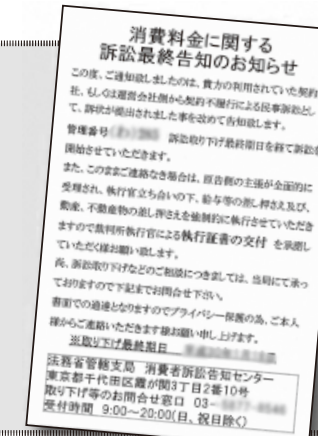 消費料金に関する
訴訟最終告知のお知らせ
この度、ご通知致しましたのは、貴方の利用されていた契約
社、もしくは運営会社側から契約不履行による民事訴訟とし
て、訴状が提出されました事を改めて告知致します。
管理番号 訴訟取り下げ最終期日を経て訴訟を
開始させていただきます。
また、このままご連絡なき場合は、原告側の主張が全面的に
受理され、執行官立ち会いの下、給与等の差し押さえ及び、
動産、不動産物の差し押さえを強制的に執行させていただき
ますので裁判所執行官による執行証書の交付 を承諾し
ていただく様お願い致します。
尚、訴訟取り下げなどのご相談につきましては、当局にて承っ
ておりますので下記までお問合せ下さい。
書面での通達となりますのでプライバシー保護の為、ご本人
様からご連絡いただきます様お願い申し上げます。
※取り下げ最終期日
法務省管轄支局 消費者訴訟告知センター
東京都千代田区霞が関3丁目2番10号
取り下げ等のお問合せ窓口 03-
受付時間 9:00~20:00(日、祝日除く)